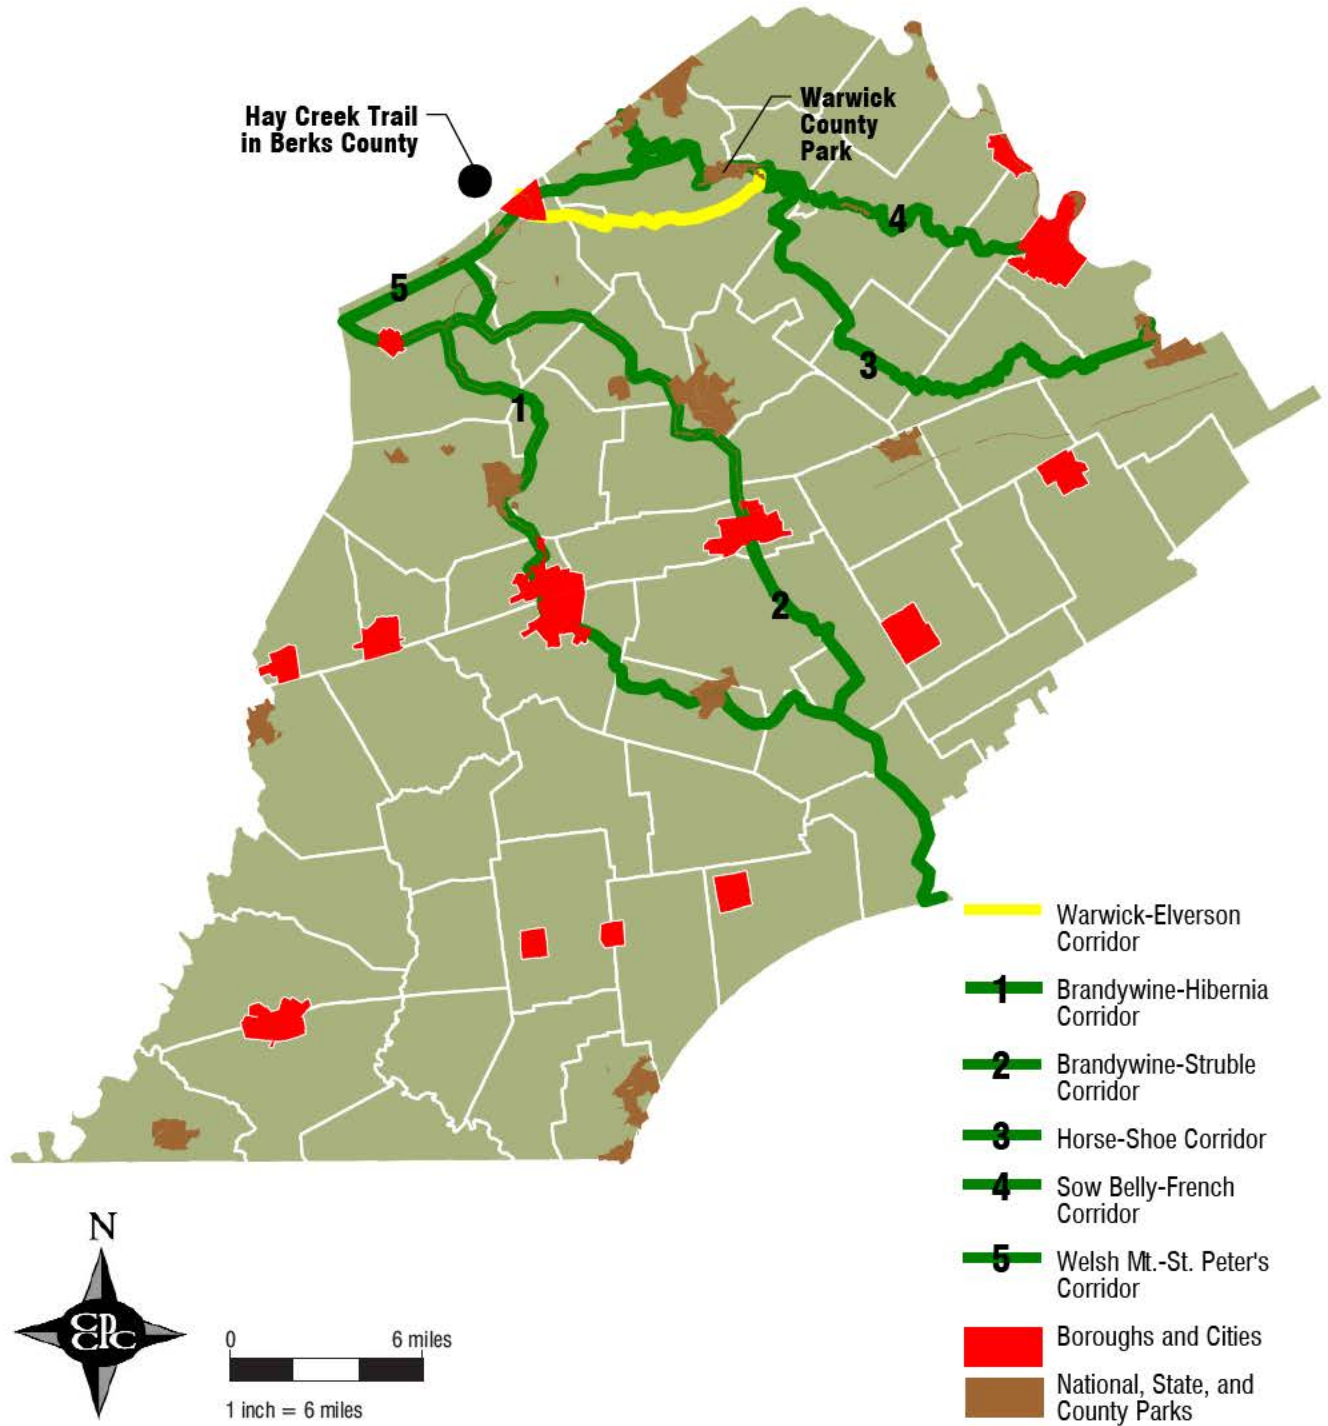 Hay Creek Trail
in Berks County
Warwick
County
Park
4
5
3
1
2
Warwick-Elverson
Corridor
1 Brandywine-Hibernia
Corridor
2 Brandywine-Struble
Corridor
3 Horse-Shoe Corridor
4 Sow Belly-French
Corridor
5 Welsh Mt.-St. Peter's
Corridor
Boroughs and Cities
National, State, and
County Parks
N
CCPC
0 6 miles
1 inch = 6 miles